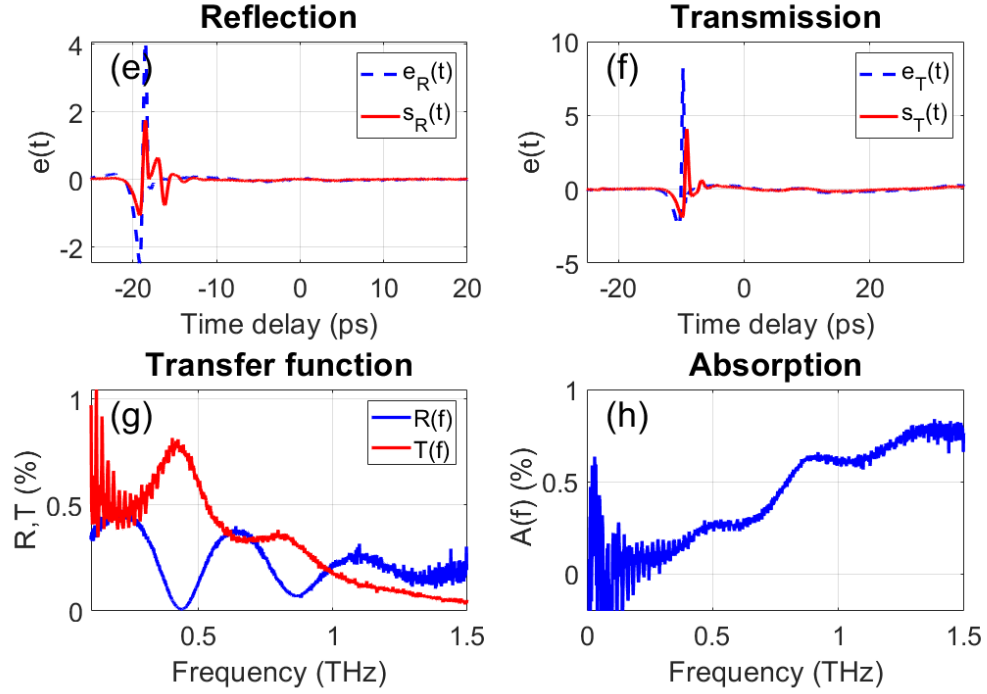 Reflection
(e)
e_R(t)
s_R(t)
4
2
0
-2
e(t)
-20
-10
0
10
20
Time delay (ps)
Transmission
(f)
e_T(t)
s_T(t)
10
5
0
-5
e(t)
-20
0
20
Time delay (ps)
Transfer function
(g)
R(f)
T(f)
1
0.5
0
R,T (%)
0.5
1
1.5
Frequency (THz)
Absorption
(h)
1
0.5
0
A(f) (%)
0
0.5
1
1.5
Frequency (THz)